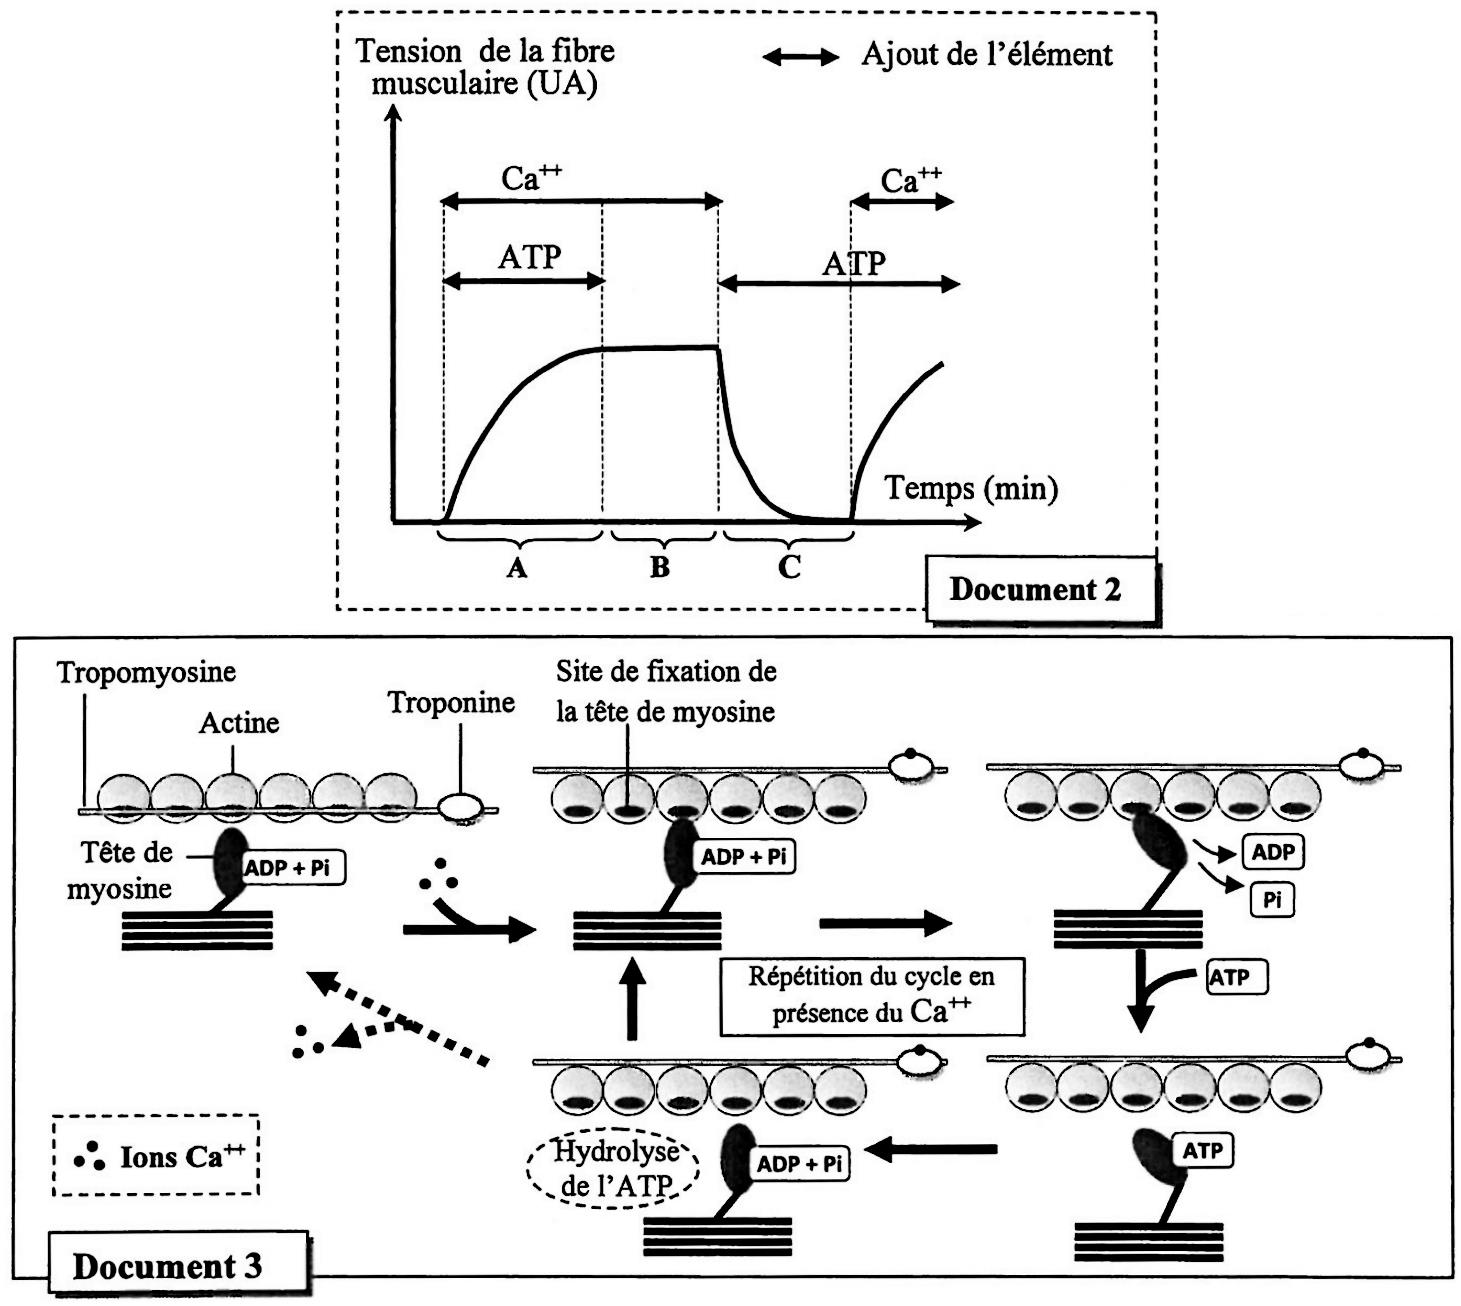 Tension de la fibre
musculaire (UA)
Ajout de l'élément
Ca++
Ca++
ATP
ATP
Temps (min)
A
B
C
Document 2
Tropomyosine
Actine
Troponine
Site de fixation de
la tête de myosine
Tête de
myosine
ADP + Pi
ADP + Pi
ADP
Pi
Répétition du cycle en
présence du Ca++
ATP
Hydrolyse
de l'ATP
ADP + Pi
ATP
Ions Ca++
Document 3